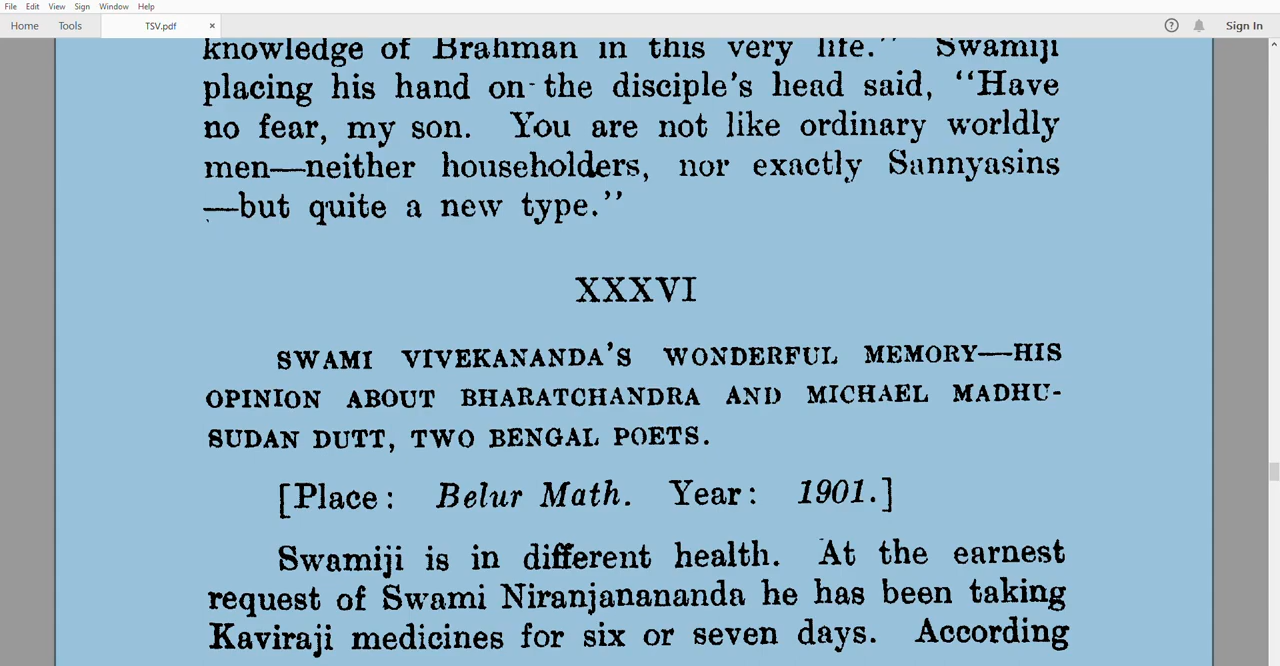 File Edit View Sign Window Help
Home Tools TSV.pdf × ? Sign In
knowledge of Brahman in this very life." Swamiji
placing his hand on the disciple's head said, "Have
no fear, my son. You are not like ordinary worldly
men—neither householders, nor exactly Sannyasins
—but quite a new type."
XXXVI
SWAMI VIVEKANANDA'S WONDERFUL MEMORY—HIS
OPINION ABOUT BHARATCHANDRA AND MICHAEL MADHU-
SUDAN DUTT, TWO BENGAL POETS.
[Place: Belur Math. Year: 1901.]
Swamiji is in different health. At the earnest
request of Swami Niranjanananda he has been taking
Kaviraji medicines for six or seven days. According